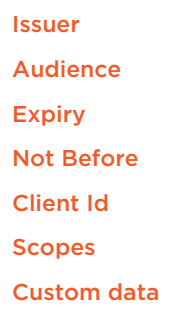 Issuer
Audience
Expiry
Not Before
Client Id
Scopes
Custom data